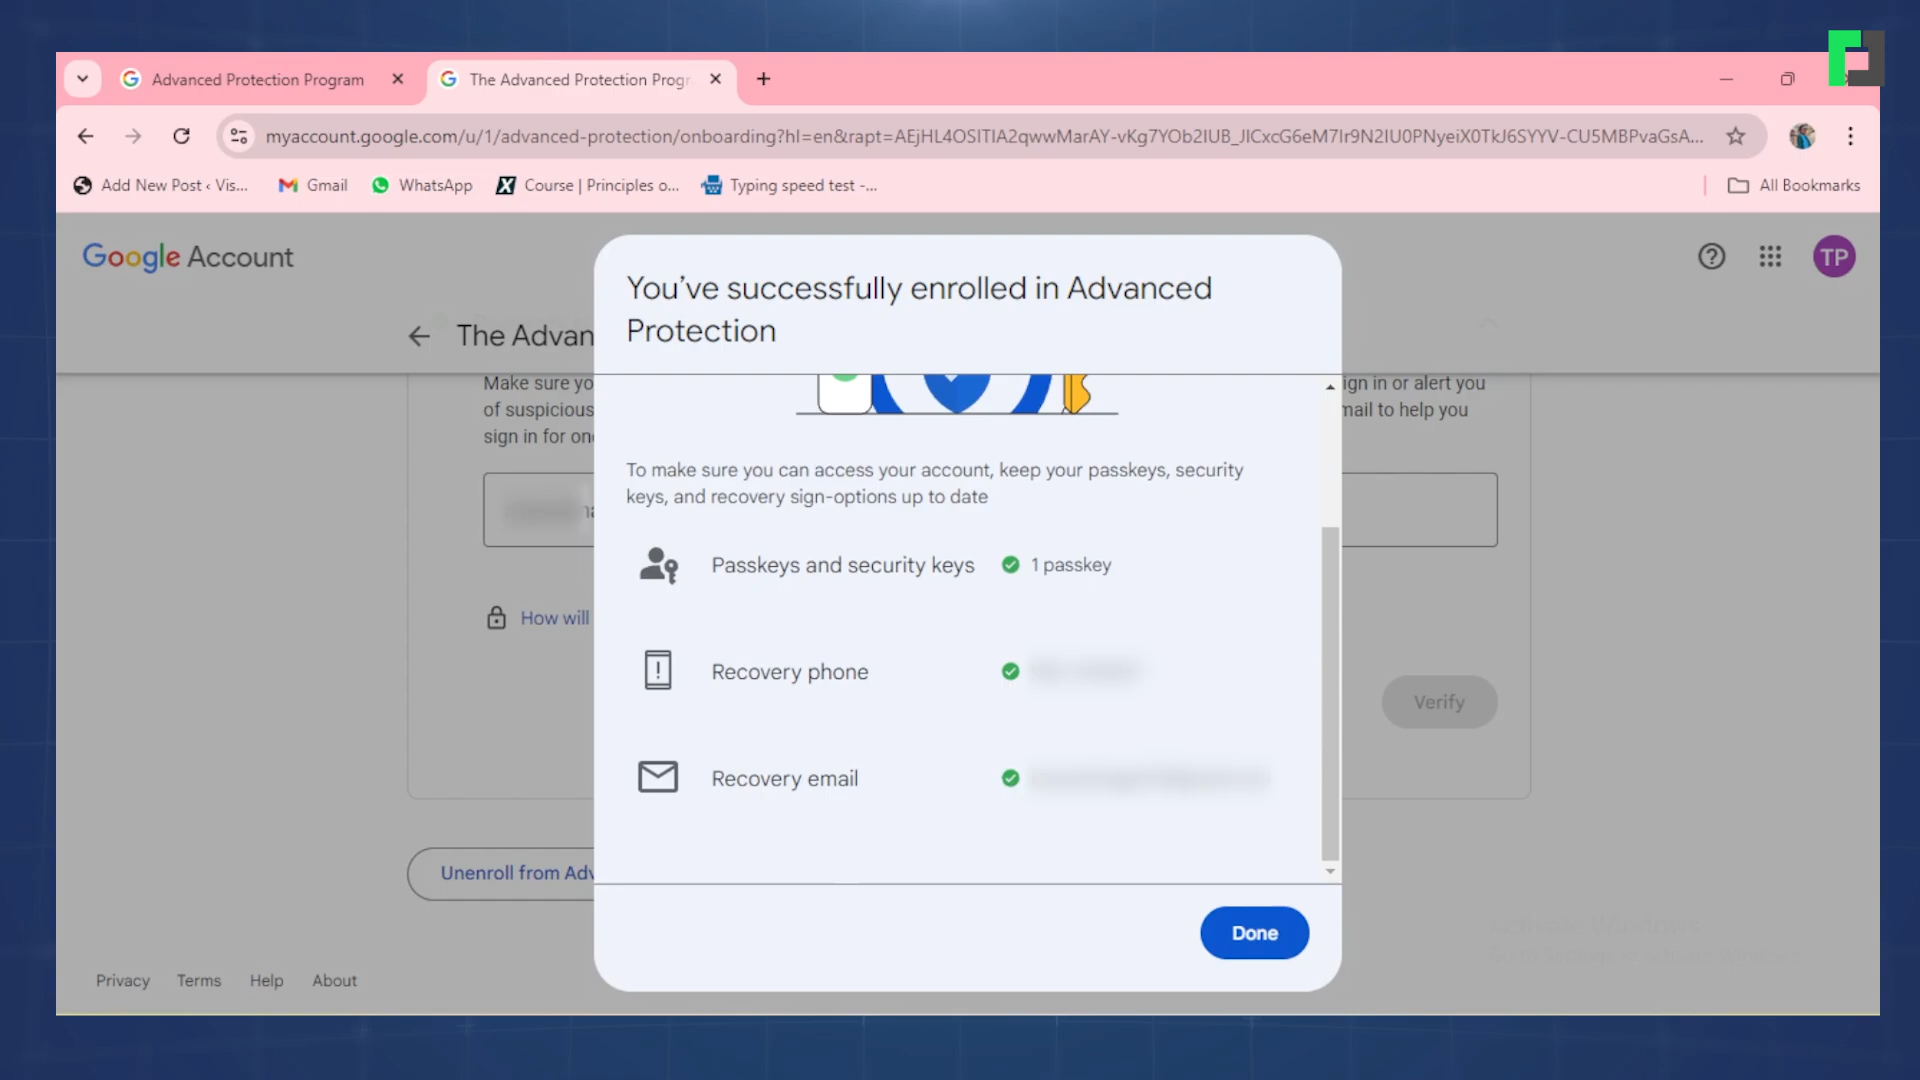 Advanced Protection Program
The Advanced Protection Progr
myaccount.google.com/u/1/advanced-protection/onboarding?hl=en&rapt=AEjHL4OSITIA2qwwMarAY-vKg7YOb2IUB_JlCxcG6eM7Ir9N2IU0PNyeiX0TkJ6SYYV-CU5MBPvaGsA...
Add New Post ‹ Vis...
Gmail
WhatsApp
Course | Principles o...
Typing speed test -...
All Bookmarks
Google Account
TP
The Advan
You've successfully enrolled in Advanced
Protection
Make sure yo
ign in or alert you
of suspicious
mail to help you
sign in for on
To make sure you can access your account, keep your passkeys, security
keys, and recovery sign-options up to date
Passkeys and security keys
1 passkey
How will
Recovery phone
Verify
Recovery email
Unenroll from Adv
Done
Privacy
Terms
Help
About